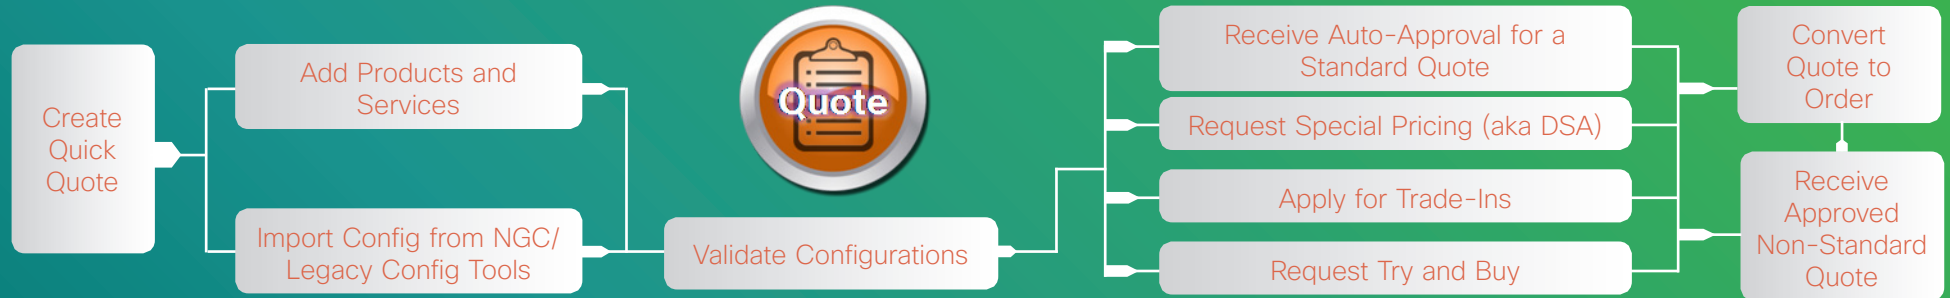 Create
Quick
Quote
Add Products and
Services
Import Config from NGC/
Legacy Config Tools
Quote
Validate Configurations
Receive Auto-Approval for a
Standard Quote
Request Special Pricing (aka DSA)
Apply for Trade-Ins
Request Try and Buy
Convert
Quote to
Order
Receive
Approved
Non-Standard
Quote